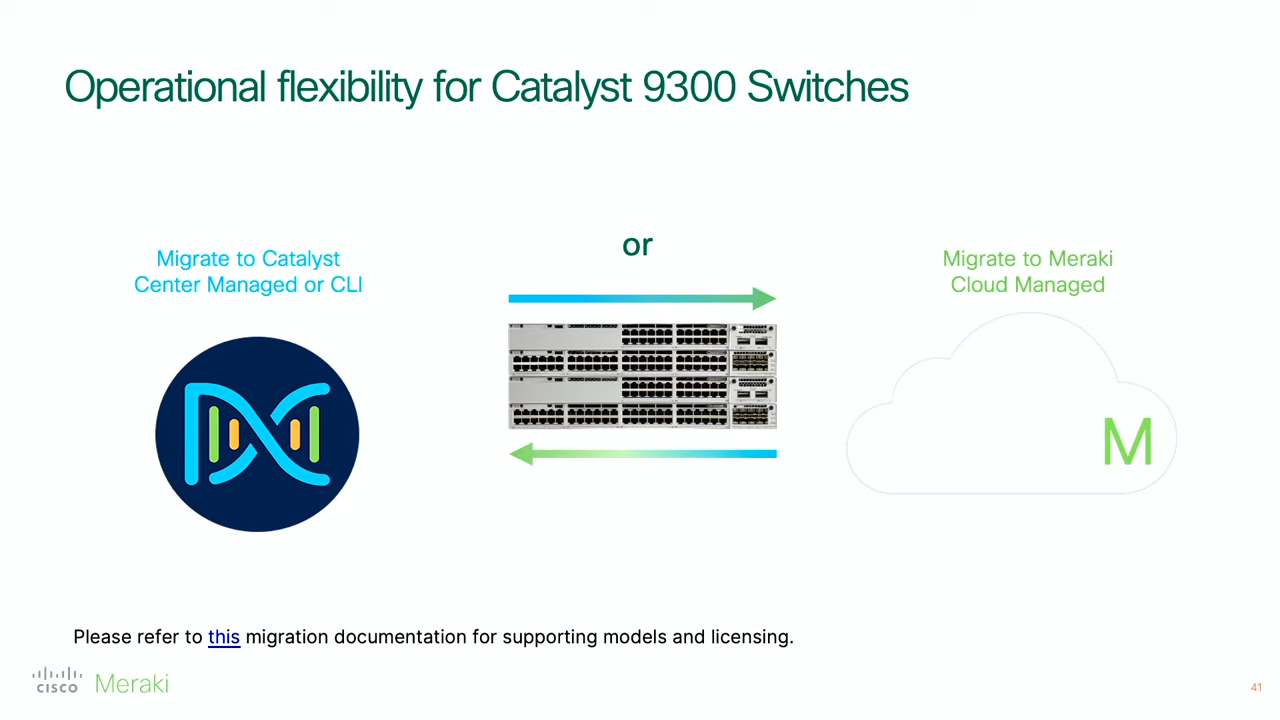 Operational flexibility for Catalyst 9300 Switches
or
Migrate to Catalyst
Center Managed or CLI
Migrate to Meraki
Cloud Managed
M
Please refer to this migration documentation for supporting models and licensing.
CISCO Meraki
41